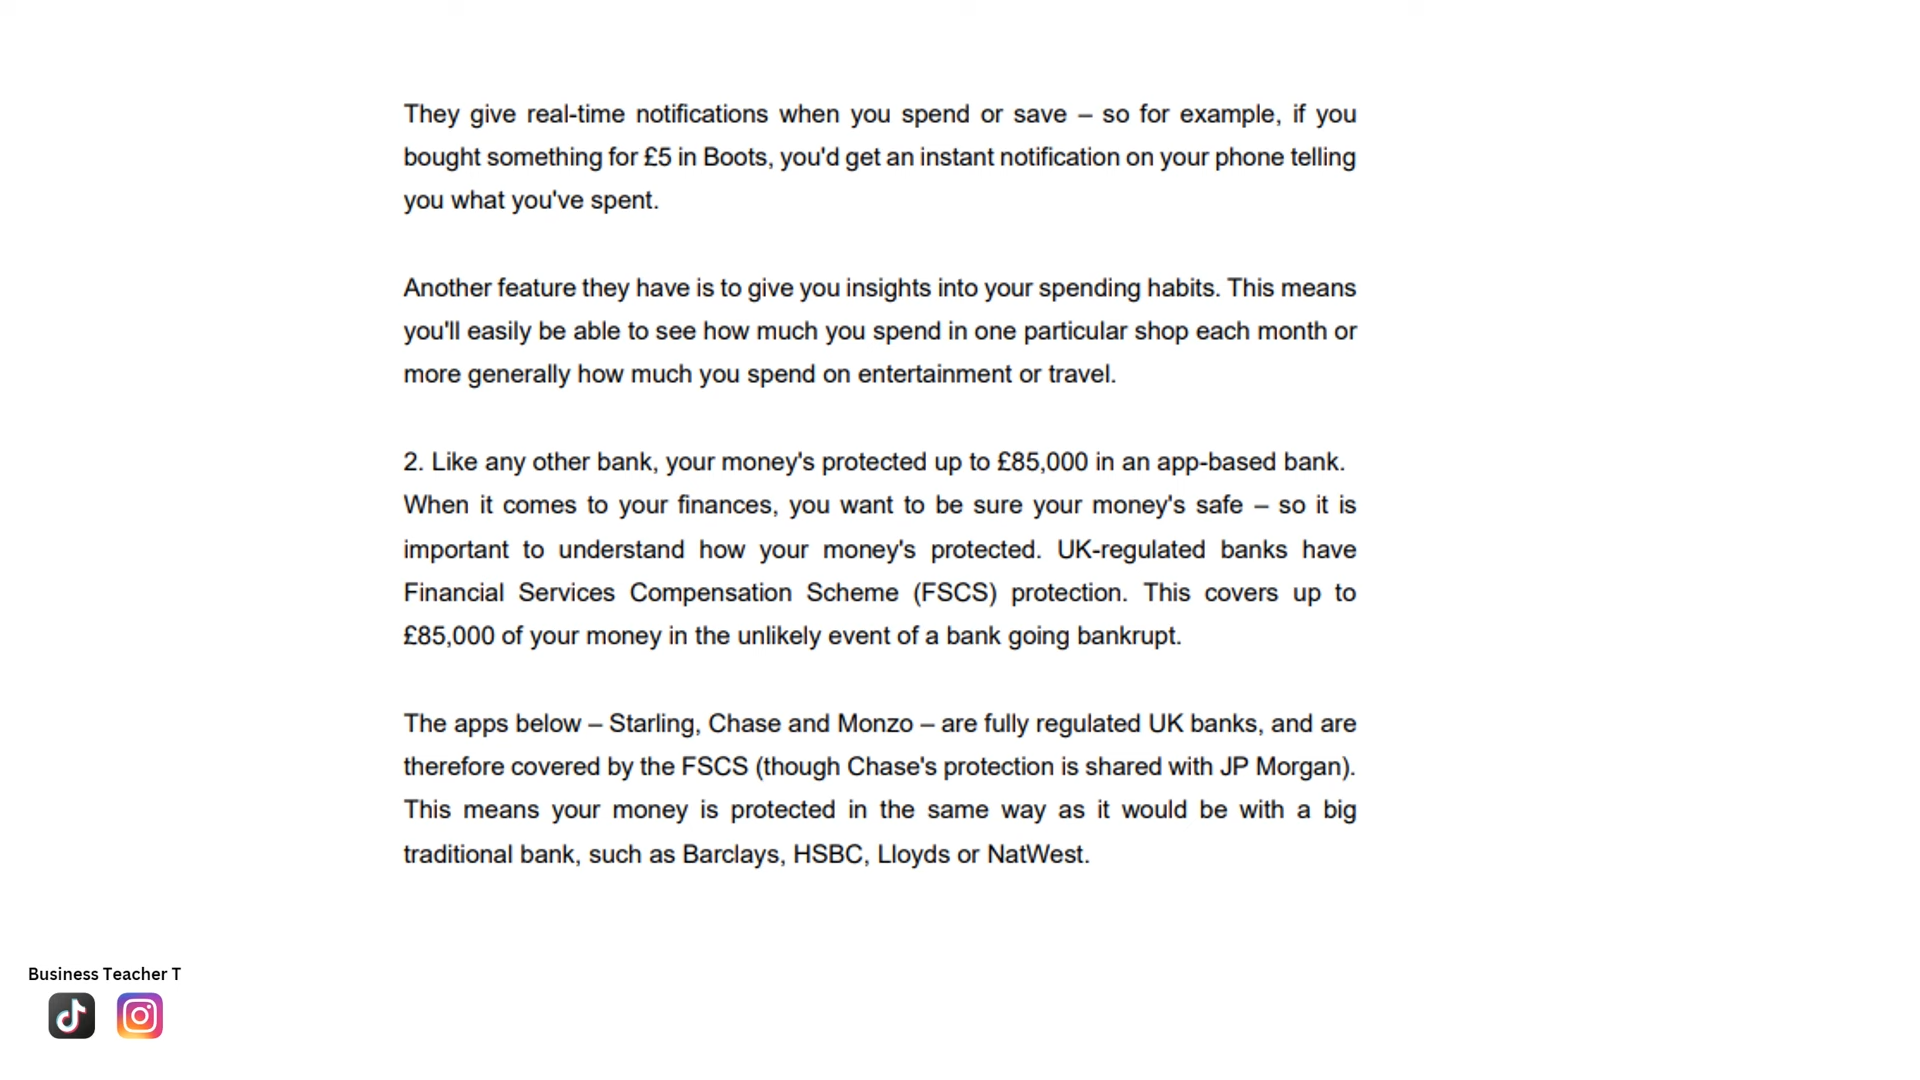 They give real-time notifications when you spend or save – so for example, if you
bought something for £5 in Boots, you'd get an instant notification on your phone telling
you what you've spent.
Another feature they have is to give you insights into your spending habits. This means
you'll easily be able to see how much you spend in one particular shop each month or
more generally how much you spend on entertainment or travel.
2. Like any other bank, your money's protected up to £85,000 in an app-based bank.
When it comes to your finances, you want to be sure your money's safe – so it is
important to understand how your money's protected. UK-regulated banks have
Financial Services Compensation Scheme (FSCS) protection. This covers up to
£85,000 of your money in the unlikely event of a bank going bankrupt.
The apps below – Starling, Chase and Monzo – are fully regulated UK banks, and are
therefore covered by the FSCS (though Chase's protection is shared with JP Morgan).
This means your money is protected in the same way as it would be with a big
traditional bank, such as Barclays, HSBC, Lloyds or NatWest.
Business Teacher T